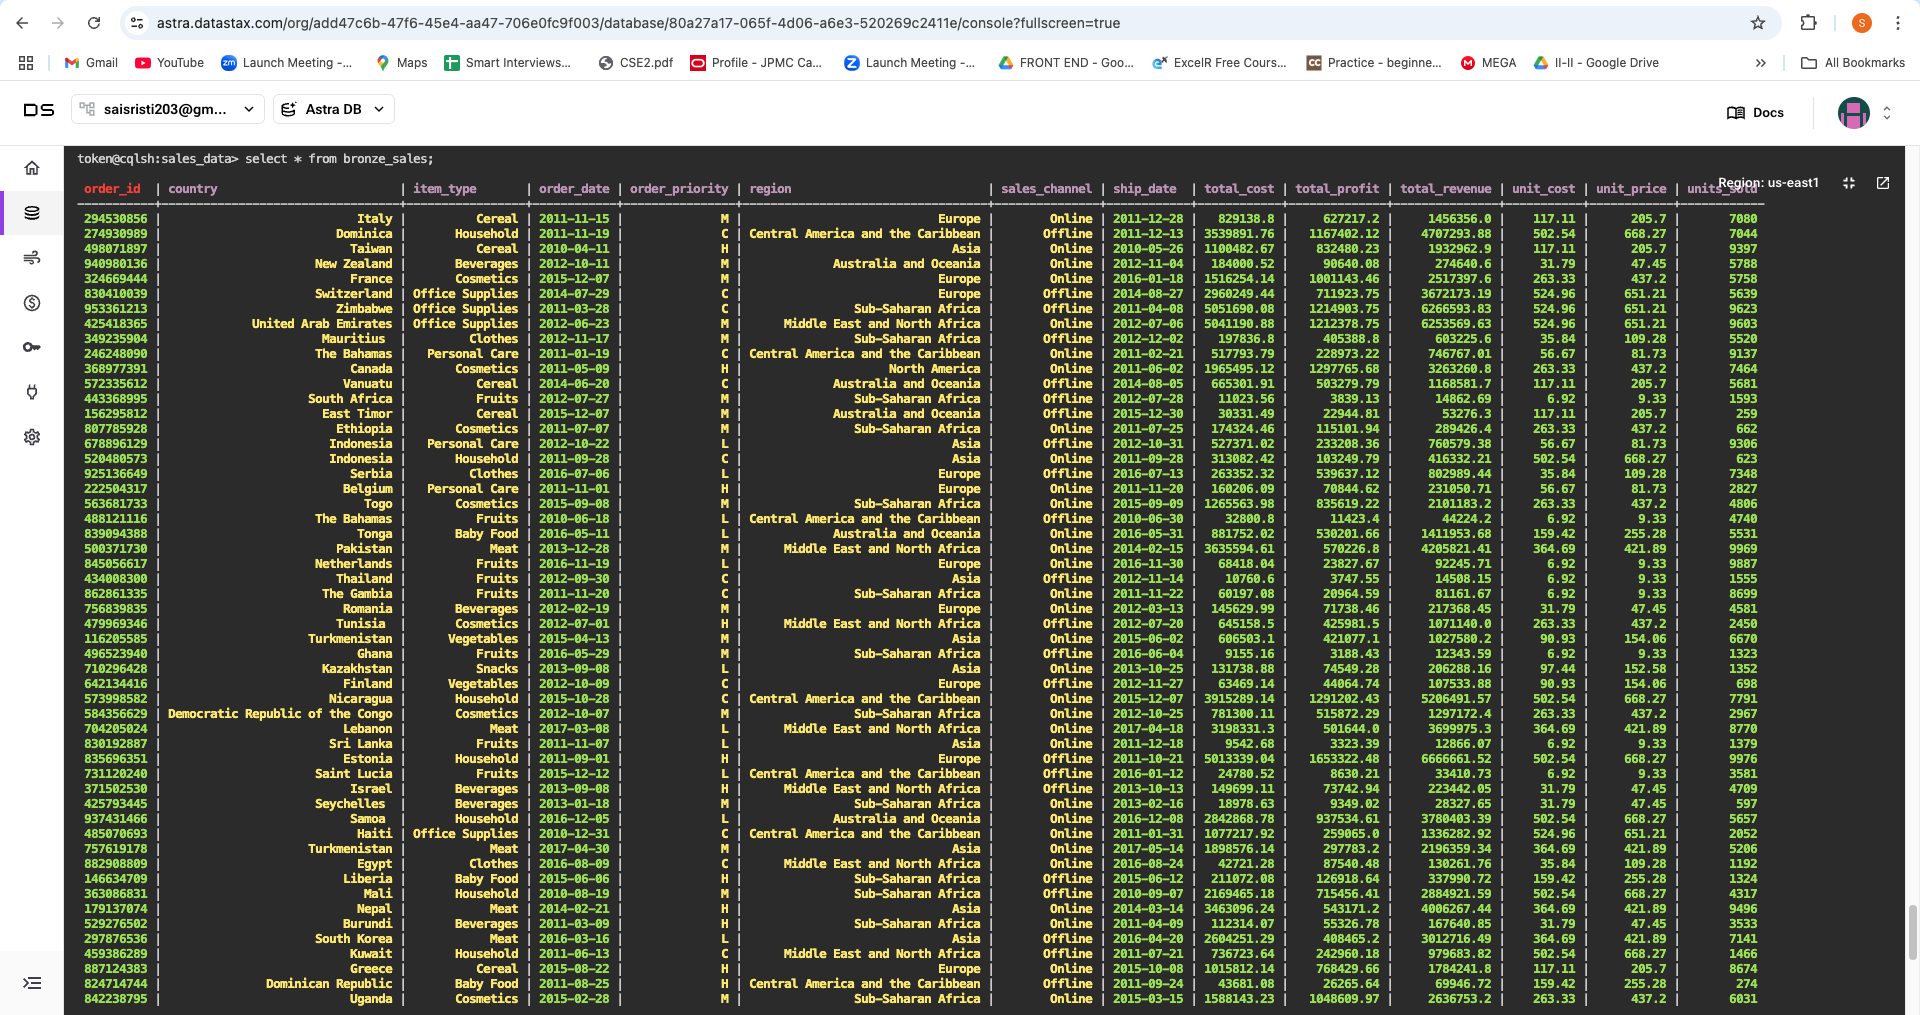 astra.datastax.com/org/add47c6b-47f6-45e4-aa47-706e0fc9f003/database/80a27a17-065f-4d06-a6e3-520269c2411e/console?fullscreen=true
S
Gmail YouTube Launch Meeting -... Maps Smart Interviews... CSE2.pdf Profile - JPMC Ca... Launch Meeting -... FRONT END - Goo... ExcelR Free Cours... Practice - beginne... MEGA II-II - Google Drive All Bookmarks
DS saisristi203@gm... Astra DB Docs
token@cqlsh:sales_data> select * from bronze_sales;
Region: us-east1
order_id | country | item_type | order_date | order_priority | region | sales_channel | ship_date | total_cost | total_profit | total_revenue | unit_cost | unit_price | units_sold
294530856 | Italy | Cereal | 2011-11-15 | M | Europe | Online | 2011-12-28 | 829138.8 | 627217.2 | 1456356.0 | 117.11 | 205.7 | 7080
274930989 | Dominica | Household | 2011-11-19 | C | Central America and the Caribbean | Offline | 2011-12-13 | 3539891.76 | 1167402.12 | 4707293.88 | 502.54 | 668.27 | 7044
498071897 | Taiwan | Cereal | 2010-04-11 | H | Asia | Online | 2010-05-26 | 1100482.67 | 832480.23 | 1932962.9 | 117.11 | 205.7 | 9397
940980136 | New Zealand | Beverages | 2012-10-11 | M | Australia and Oceania | Online | 2012-11-04 | 184000.52 | 90640.08 | 274640.6 | 31.79 | 47.45 | 5788
324669444 | France | Cosmetics | 2015-12-07 | M | Europe | Online | 2016-01-18 | 1516254.14 | 1001143.46 | 2517397.6 | 263.33 | 437.2 | 5758
830410039 | Switzerland | Office Supplies | 2014-07-29 | C | Europe | Offline | 2014-08-27 | 2960249.44 | 711923.75 | 3672173.19 | 524.96 | 651.21 | 5639
953361213 | Zimbabwe | Office Supplies | 2011-03-28 | C | Sub-Saharan Africa | Offline | 2011-04-08 | 5051690.08 | 1214903.75 | 6266593.83 | 524.96 | 651.21 | 9623
425418365 | United Arab Emirates | Office Supplies | 2012-06-23 | M | Middle East and North Africa | Online | 2012-07-06 | 5041190.88 | 1212378.75 | 6253569.63 | 524.96 | 651.21 | 9603
349235904 | Mauritius | Clothes | 2012-11-17 | M | Sub-Saharan Africa | Offline | 2012-12-02 | 197836.8 | 405388.8 | 603225.6 | 35.84 | 109.28 | 5520
246248090 | The Bahamas | Personal Care | 2011-01-19 | C | Central America and the Caribbean | Online | 2011-02-21 | 517793.79 | 228973.22 | 746767.01 | 56.67 | 81.73 | 9137
368977391 | Canada | Cosmetics | 2011-05-09 | H | North America | Online | 2011-06-02 | 1965495.12 | 1297765.68 | 3263260.8 | 263.33 | 437.2 | 7464
572335612 | Vanuatu | Cereal | 2014-06-20 | C | Australia and Oceania | Offline | 2014-08-05 | 665301.91 | 503279.79 | 1168581.7 | 117.11 | 205.7 | 5681
443368995 | South Africa | Fruits | 2012-07-27 | M | Sub-Saharan Africa | Offline | 2012-07-28 | 11023.56 | 3839.13 | 14862.69 | 6.92 | 9.33 | 1593
156295812 | East Timor | Cereal | 2015-12-07 | M | Australia and Oceania | Online | 2015-12-30 | 30331.49 | 22944.81 | 53276.3 | 117.11 | 205.7 | 259
807785928 | Ethiopia | Cosmetics | 2011-07-07 | M | Sub-Saharan Africa | Online | 2011-07-25 | 174324.46 | 115101.94 | 289426.4 | 263.33 | 437.2 | 662
678896129 | Indonesia | Personal Care | 2012-10-22 | L | Asia | Offline | 2012-10-31 | 527371.02 | 233208.36 | 760579.38 | 56.67 | 81.73 | 9306
520480573 | Indonesia | Household | 2011-09-28 | C | Asia | Online | 2011-09-28 | 313082.42 | 103249.79 | 416332.21 | 502.54 | 668.27 | 623
925136649 | Serbia | Clothes | 2016-07-06 | L | Europe | Offline | 2016-07-13 | 263352.32 | 539637.12 | 802989.44 | 35.84 | 109.28 | 7348
222504317 | Belgium | Personal Care | 2011-11-01 | H | Europe | Online | 2011-11-20 | 160206.09 | 70844.62 | 231050.71 | 56.67 | 81.73 | 2827
563681733 | Togo | Cosmetics | 2015-09-08 | M | Sub-Saharan Africa | Online | 2015-09-09 | 1265563.98 | 835619.22 | 2101183.2 | 263.33 | 437.2 | 4806
488121116 | The Bahamas | Fruits | 2010-06-18 | L | Central America and the Caribbean | Offline | 2010-06-30 | 32800.8 | 11423.4 | 44224.2 | 6.92 | 9.33 | 4740
839094388 | Tonga | Baby Food | 2016-05-11 | L | Australia and Oceania | Online | 2016-05-31 | 881752.02 | 530201.66 | 1411953.68 | 159.42 | 255.28 | 5531
500371730 | Pakistan | Meat | 2013-12-28 | M | Middle East and North Africa | Online | 2014-02-15 | 3635594.61 | 570226.8 | 4205821.41 | 364.69 | 421.89 | 9969
845056617 | Netherlands | Fruits | 2016-11-19 | L | Europe | Online | 2016-11-30 | 68418.04 | 23827.67 | 92245.71 | 6.92 | 9.33 | 9887
434008300 | Thailand | Fruits | 2012-09-30 | C | Asia | Offline | 2012-11-14 | 10760.6 | 3747.55 | 14508.15 | 6.92 | 9.33 | 1555
862861335 | The Gambia | Fruits | 2011-11-20 | C | Sub-Saharan Africa | Offline | 2011-11-22 | 60197.08 | 20964.59 | 81161.67 | 6.92 | 9.33 | 8699
756839835 | Romania | Beverages | 2012-02-19 | M | Europe | Online | 2012-03-13 | 145629.99 | 71738.46 | 217368.45 | 31.79 | 47.45 | 4581
479969346 | Tunisia | Cosmetics | 2012-07-01 | H | Middle East and North Africa | Offline | 2012-07-20 | 645158.5 | 425981.5 | 1071140.0 | 263.33 | 437.2 | 2450
116205585 | Turkmenistan | Vegetables | 2015-04-13 | M | Asia | Online | 2015-06-02 | 606503.1 | 421077.1 | 1027580.2 | 90.93 | 154.06 | 6670
496523940 | Ghana | Fruits | 2016-05-29 | M | Sub-Saharan Africa | Offline | 2016-06-04 | 9155.16 | 3188.43 | 12343.59 | 6.92 | 9.33 | 1323
710296428 | Kazakhstan | Snacks | 2013-09-08 | L | Asia | Online | 2013-10-25 | 131738.88 | 74549.28 | 206288.16 | 97.44 | 152.58 | 1352
642134416 | Finland | Vegetables | 2012-10-09 | C | Europe | Offline | 2012-11-27 | 63469.14 | 44064.74 | 107533.88 | 90.93 | 154.06 | 698
573998582 | Nicaragua | Household | 2015-10-28 | C | Central America and the Caribbean | Online | 2015-12-07 | 3915289.14 | 1291202.43 | 5206491.57 | 502.54 | 668.27 | 7791
584356629 | Democratic Republic of the Congo | Cosmetics | 2012-10-07 | M | Sub-Saharan Africa | Online | 2012-10-25 | 781300.11 | 515872.29 | 1297172.4 | 263.33 | 437.2 | 2967
704205024 | Lebanon | Meat | 2017-03-08 | L | Middle East and North Africa | Online | 2017-04-18 | 3198331.3 | 501644.0 | 3699975.3 | 364.69 | 421.89 | 8770
830192887 | Sri Lanka | Fruits | 2011-11-07 | L | Asia | Online | 2011-12-18 | 9542.68 | 3323.39 | 12866.07 | 6.92 | 9.33 | 1379
835696351 | Estonia | Household | 2011-09-01 | H | Europe | Offline | 2011-10-21 | 5013339.04 | 1653322.48 | 6666661.52 | 502.54 | 668.27 | 9976
731120240 | Saint Lucia | Fruits | 2015-12-12 | L | Central America and the Caribbean | Offline | 2016-01-12 | 24780.52 | 8630.21 | 33410.73 | 6.92 | 9.33 | 3581
371502530 | Israel | Beverages | 2013-09-08 | H | Middle East and North Africa | Offline | 2013-10-13 | 149699.11 | 73742.94 | 223442.05 | 31.79 | 47.45 | 4709
425793445 | Seychelles | Beverages | 2013-01-18 | M | Sub-Saharan Africa | Online | 2013-02-16 | 18978.63 | 9349.02 | 28327.65 | 31.79 | 47.45 | 597
937431466 | Samoa | Household | 2016-12-05 | L | Australia and Oceania | Online | 2016-12-08 | 2842868.78 | 937534.61 | 3780403.39 | 502.54 | 668.27 | 5657
485070693 | Haiti | Office Supplies | 2010-12-31 | C | Central America and the Caribbean | Offline | 2011-01-31 | 1077217.92 | 259065.0 | 1336282.92 | 524.96 | 651.21 | 2052
757619178 | Turkmenistan | Meat | 2017-04-30 | M | Asia | Online | 2017-05-14 | 1898576.14 | 297783.2 | 2196359.34 | 364.69 | 421.89 | 5206
882908809 | Egypt | Clothes | 2016-08-09 | C | Middle East and North Africa | Online | 2016-08-24 | 42721.28 | 87540.48 | 130261.76 | 35.84 | 109.28 | 1192
146634709 | Liberia | Baby Food | 2015-06-06 | H | Sub-Saharan Africa | Offline | 2015-06-12 | 211072.08 | 126918.64 | 337990.72 | 159.42 | 255.28 | 1324
363086831 | Mali | Household | 2010-08-19 | M | Sub-Saharan Africa | Offline | 2010-09-07 | 2169465.18 | 715456.41 | 2884921.59 | 502.54 | 668.27 | 4317
179137074 | Nepal | Meat | 2014-02-21 | H | Asia | Online | 2014-03-14 | 3463096.24 | 543171.2 | 4006267.44 | 364.69 | 421.89 | 9496
529276502 | Burundi | Beverages | 2011-03-09 | H | Sub-Saharan Africa | Online | 2011-04-09 | 112314.07 | 55326.78 | 167640.85 | 31.79 | 47.45 | 3533
297876536 | South Korea | Meat | 2016-03-16 | L | Asia | Offline | 2016-04-20 | 2604251.29 | 408465.2 | 3012716.49 | 364.69 | 421.89 | 7141
459386289 | Kuwait | Household | 2011-06-13 | C | Middle East and North Africa | Offline | 2011-07-21 | 736723.64 | 242960.18 | 979683.82 | 502.54 | 668.27 | 1466
887124383 | Greece | Cereal | 2015-08-22 | H | Europe | Online | 2015-10-08 | 1015812.14 | 768429.66 | 1784241.8 | 117.11 | 205.7 | 8674
824714744 | Dominican Republic | Baby Food | 2011-08-25 | H | Central America and the Caribbean | Offline | 2011-09-24 | 43681.08 | 26265.64 | 69946.72 | 159.42 | 255.28 | 274
842238795 | Uganda | Cosmetics | 2015-02-28 | M | Sub-Saharan Africa | Online | 2015-03-15 | 1588143.23 | 1048609.97 | 2636753.2 | 263.33 | 437.2 | 6031